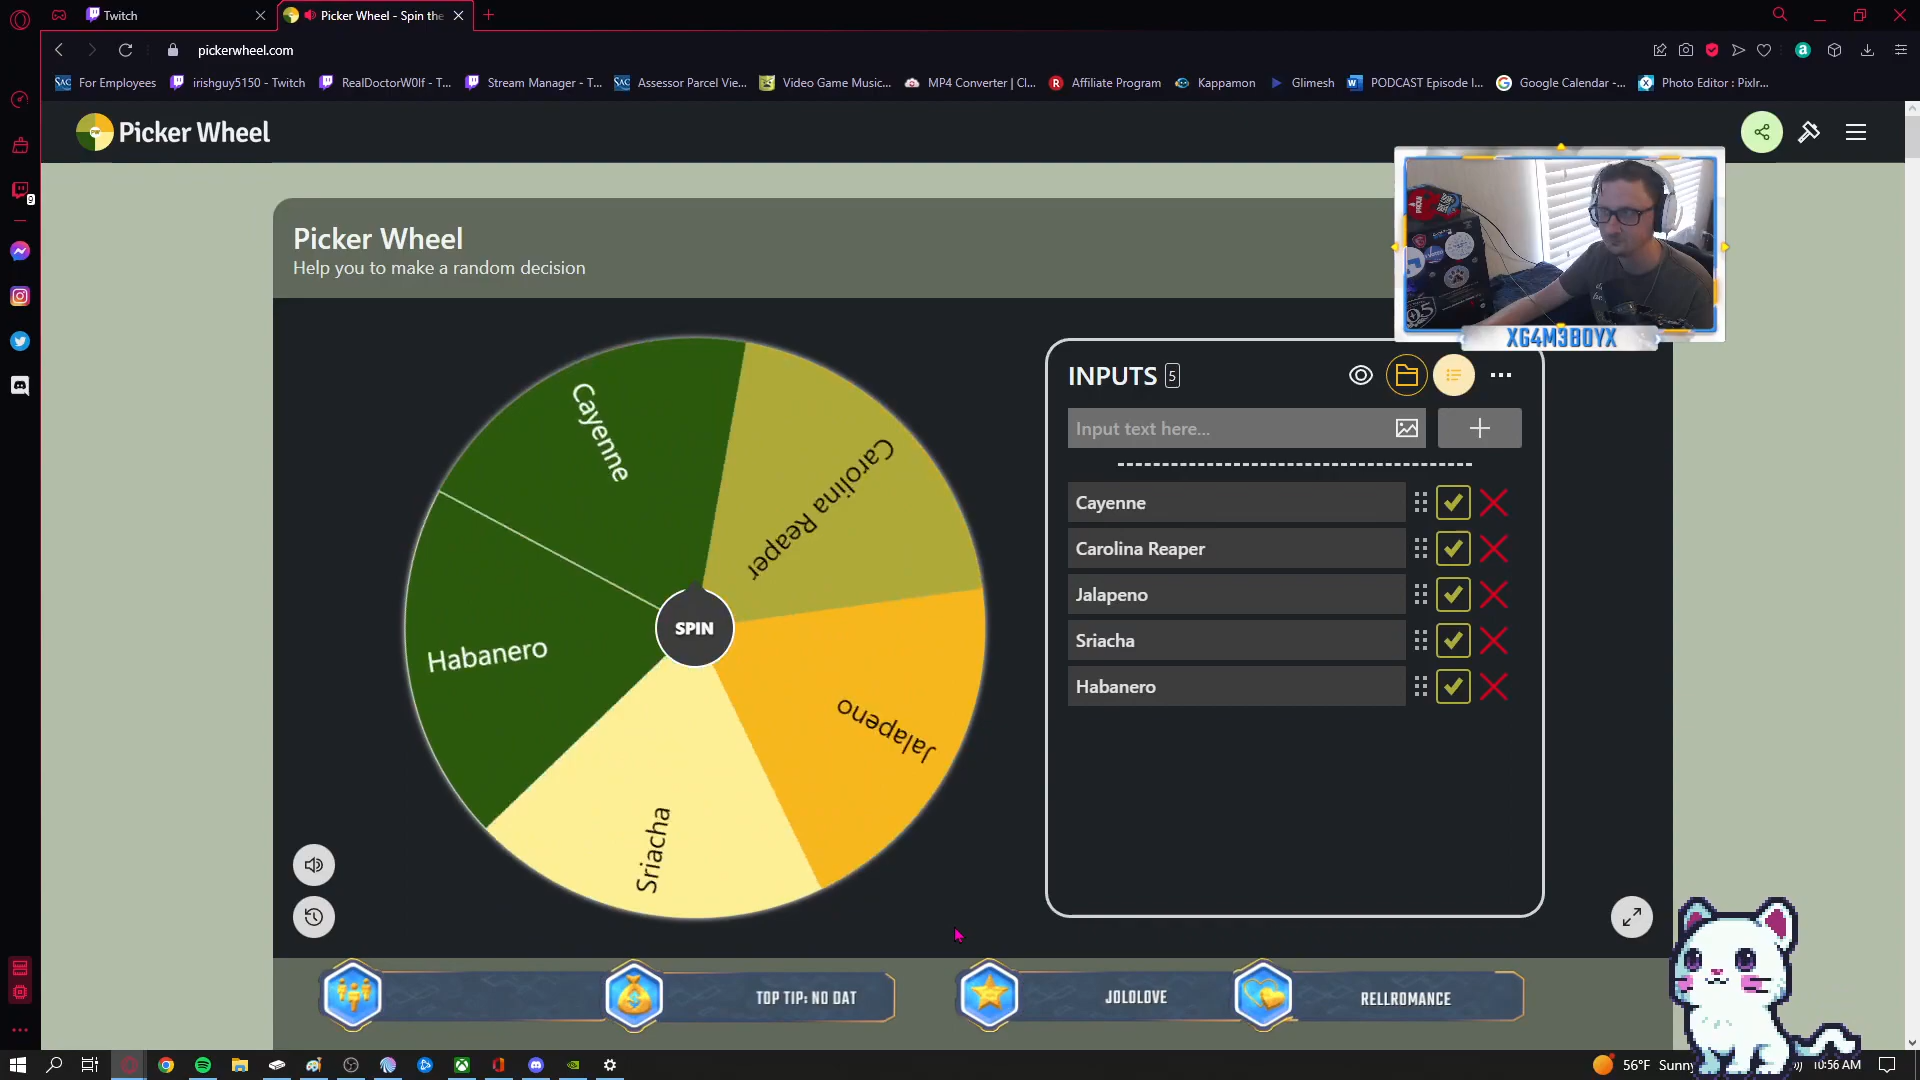 Twitch
Picker Wheel - Spin the
pickerwheel.com
For Employees
irishguy5150 - Twitch
RealDoctorW0lf - T...
Stream Manager - T...
Assessor Parcel Vie...
Video Game Music...
MP4 Converter | Cl...
Affiliate Program
Kappamon
Glimesh
PODCAST Episode I...
Google Calendar -...
Photo Editor : Pixlr...
Picker Wheel
Picker Wheel
Help you to make a random decision
XG4M3B0YX
Cayenne
Carolina Reaper
Jalapeno
Sriacha
Habanero
SPIN
INPUTS 5
Input text here...
Cayenne
Carolina Reaper
Jalapeno
Sriacha
Habanero
TOP TIP: NO DAT
JOLOLOVE
RELLROMANCE
9
56°F Sunny
10:56 AM